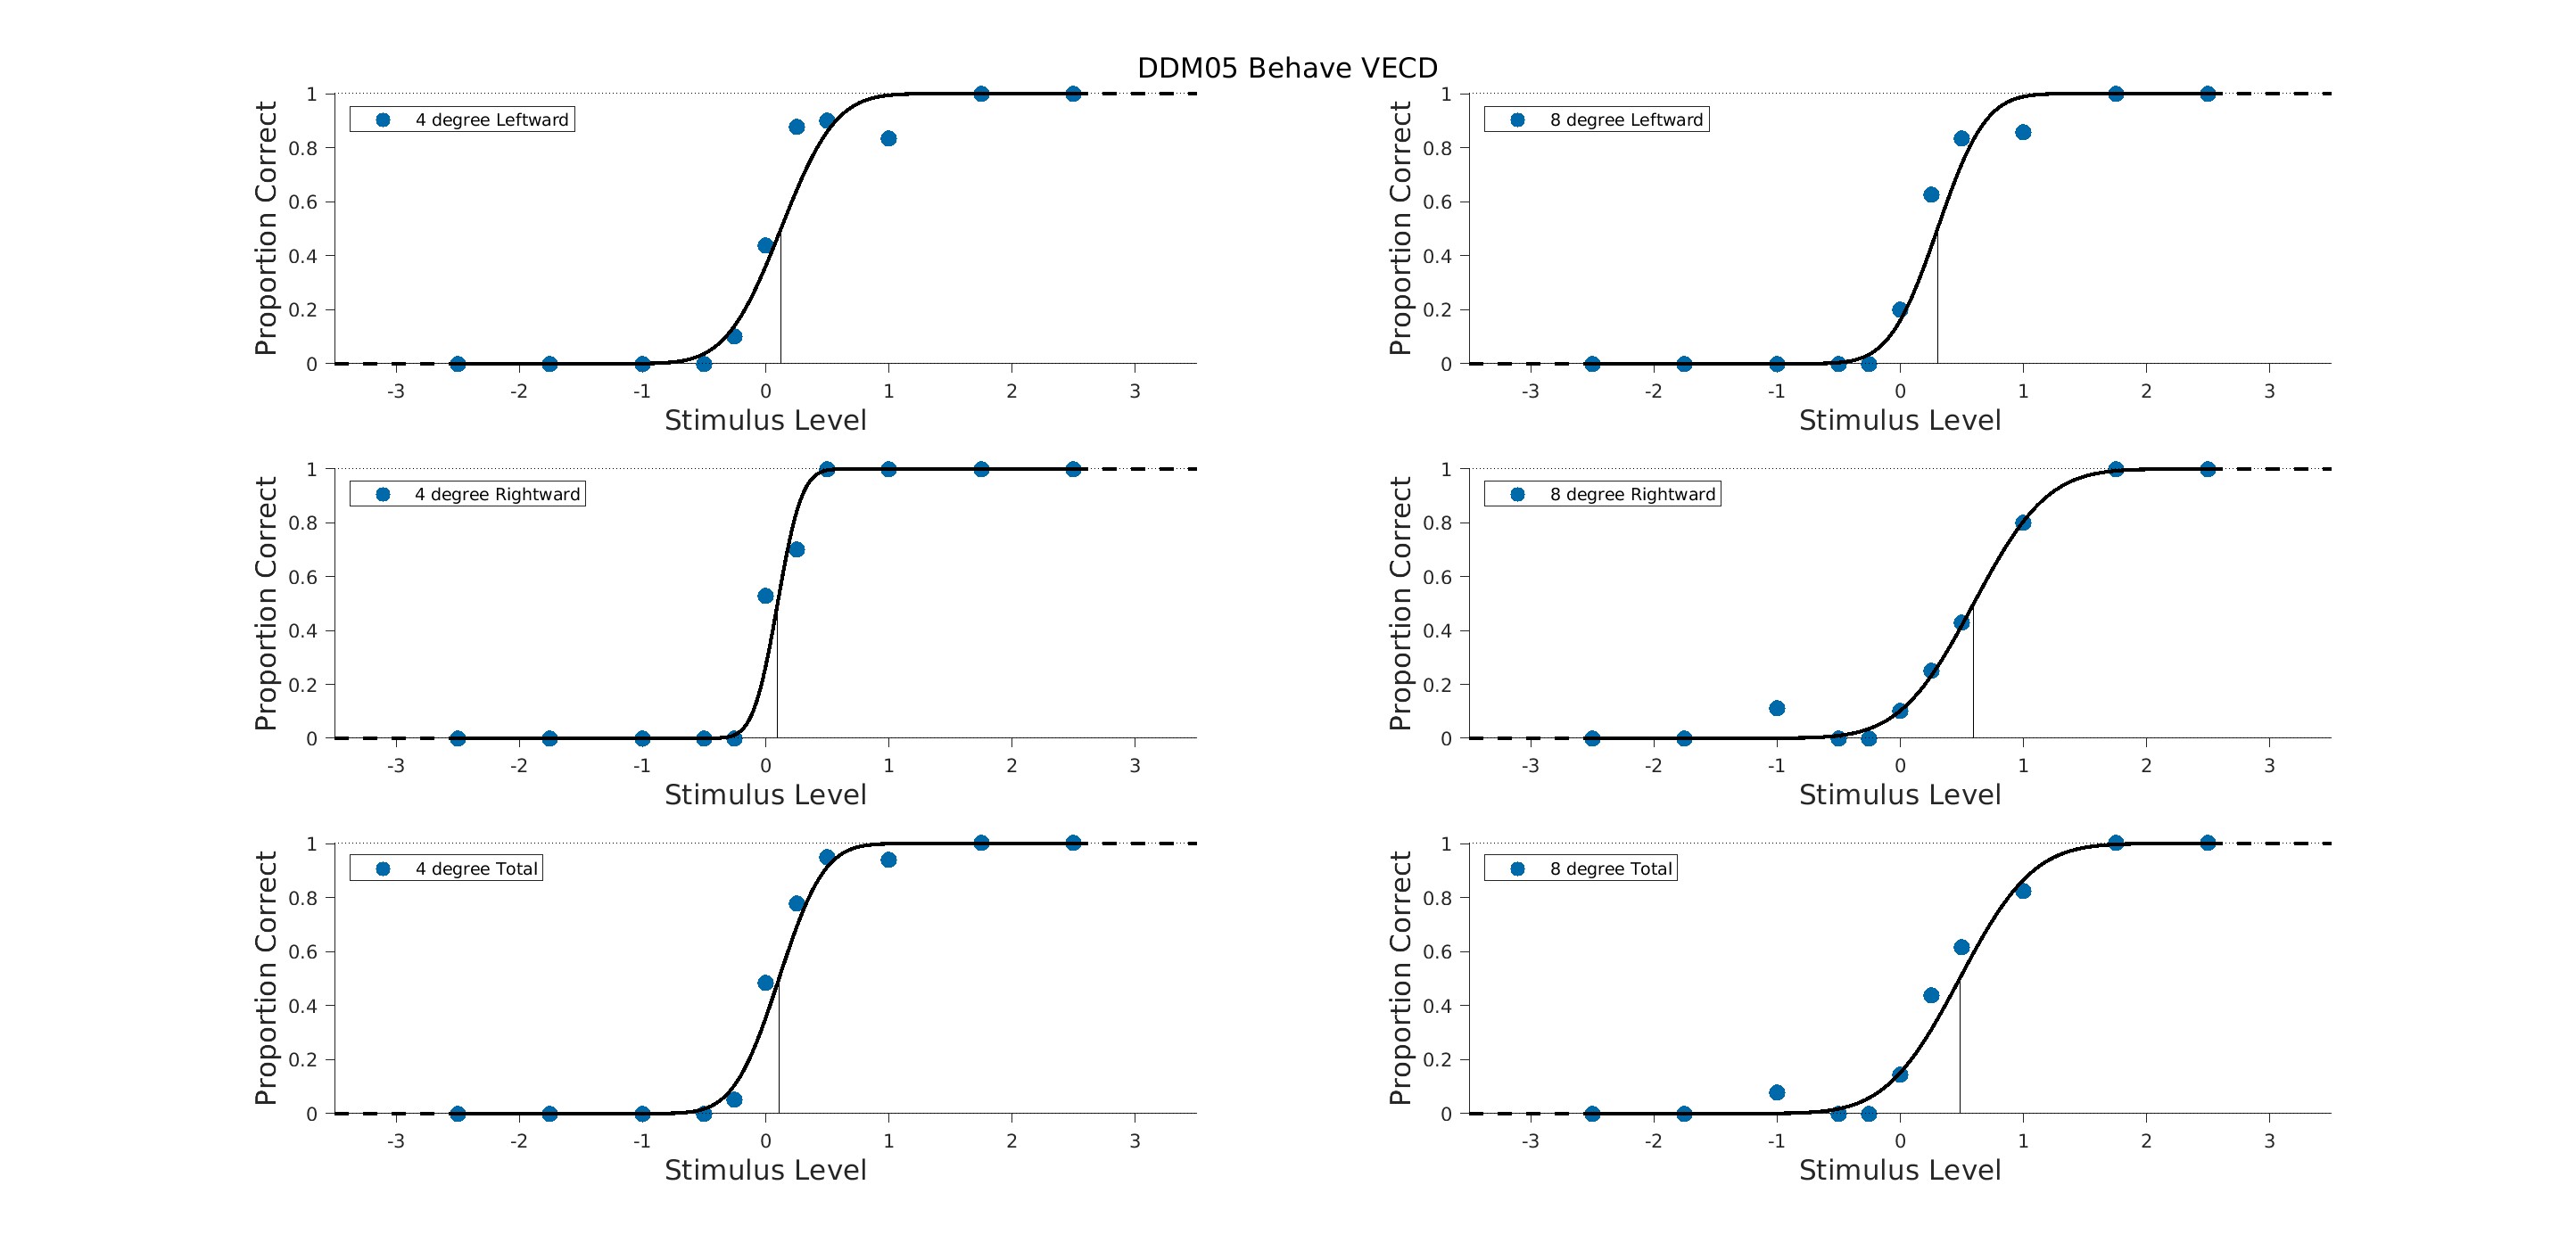 DDM05 Behave VECD
1
0.8
0.6
0.4
0.2
0
Proportion Correct
4 degree Leftward
-3 -2 -1 0 1 2 3
Stimulus Level
1
0.8
0.6
0.4
0.2
0
Proportion Correct
8 degree Leftward
-3 -2 -1 0 1 2 3
Stimulus Level
1
0.8
0.6
0.4
0.2
0
Proportion Correct
4 degree Rightward
-3 -2 -1 0 1 2 3
Stimulus Level
1
0.8
0.6
0.4
0.2
0
Proportion Correct
8 degree Rightward
-3 -2 -1 0 1 2 3
Stimulus Level
1
0.8
0.6
0.4
0.2
0
Proportion Correct
4 degree Total
-3 -2 -1 0 1 2 3
Stimulus Level
1
0.8
0.6
0.4
0.2
0
Proportion Correct
8 degree Total
-3 -2 -1 0 1 2 3
Stimulus Level